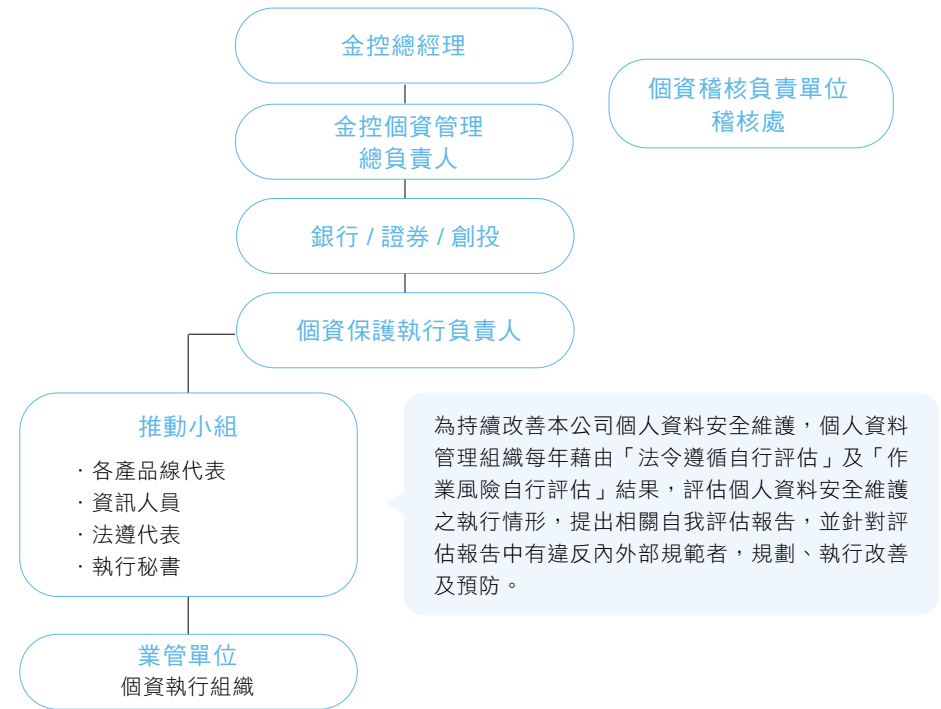 金控總經理
個資稽核負責單位
稽核處
金控個資管理
總負責人
銀行 / 證券 / 創投
個資保護執行負責人
推動小組
．各產品線代表
．資訊人員
．法遵代表
．執行秘書
為持續改善本公司個人資料安全維護，個人資料
管理組織每年藉由「法令遵循自行評估」及「作
業風險自行評估」結果，評估個人資料安全維護
之執行情形，提出相關自我評估報告，並針對評
估報告中有違反內外部規範者，規劃、執行改善
及預防。
業管單位
個資執行組織